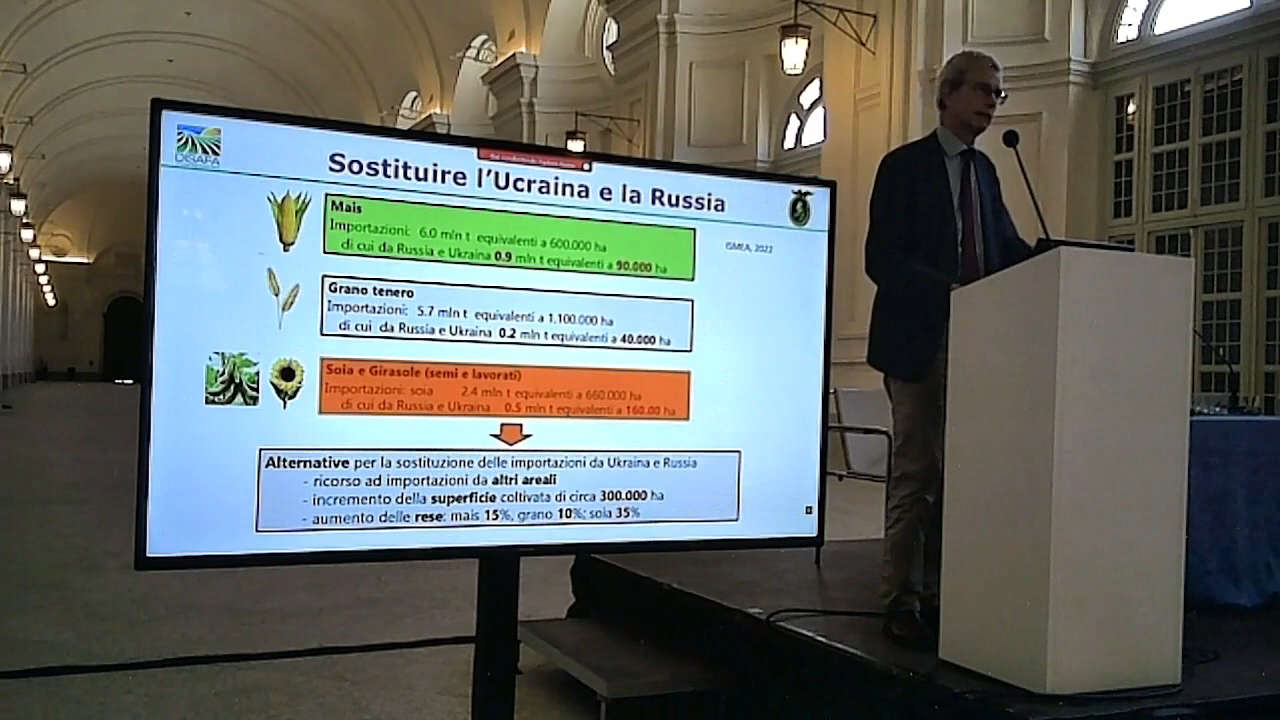 DISAFA
Sostituire l'Ucraina e la Russia
ISMEA, 2022
Mais
Importazioni: 6.0 mln t equivalenti a 600.000 ha
di cui da Russia e Ukraina 0.9 mln t equivalenti a 90.000 ha
Grano tenero
Importazioni: 5.7 mln t equivalenti a 1.100.000 ha
di cui da Russia e Ukraina 0.2 mln t equivalenti a 40.000 ha
Soia e Girasole (semi e lavorati)
Importazioni: soia 2.4 mln t equivalenti a 660.000 ha
di cui da Russia e Ukraina 0.5 mln t equivalenti a 160.00 ha
Alternative per la sostituzione delle importazioni da Ukraina e Russia
- ricorso ad importazioni da altri areali
- incremento della superficie coltivata di circa 300.000 ha
- aumento delle rese: mais 15%, grano 10%; soia 35%